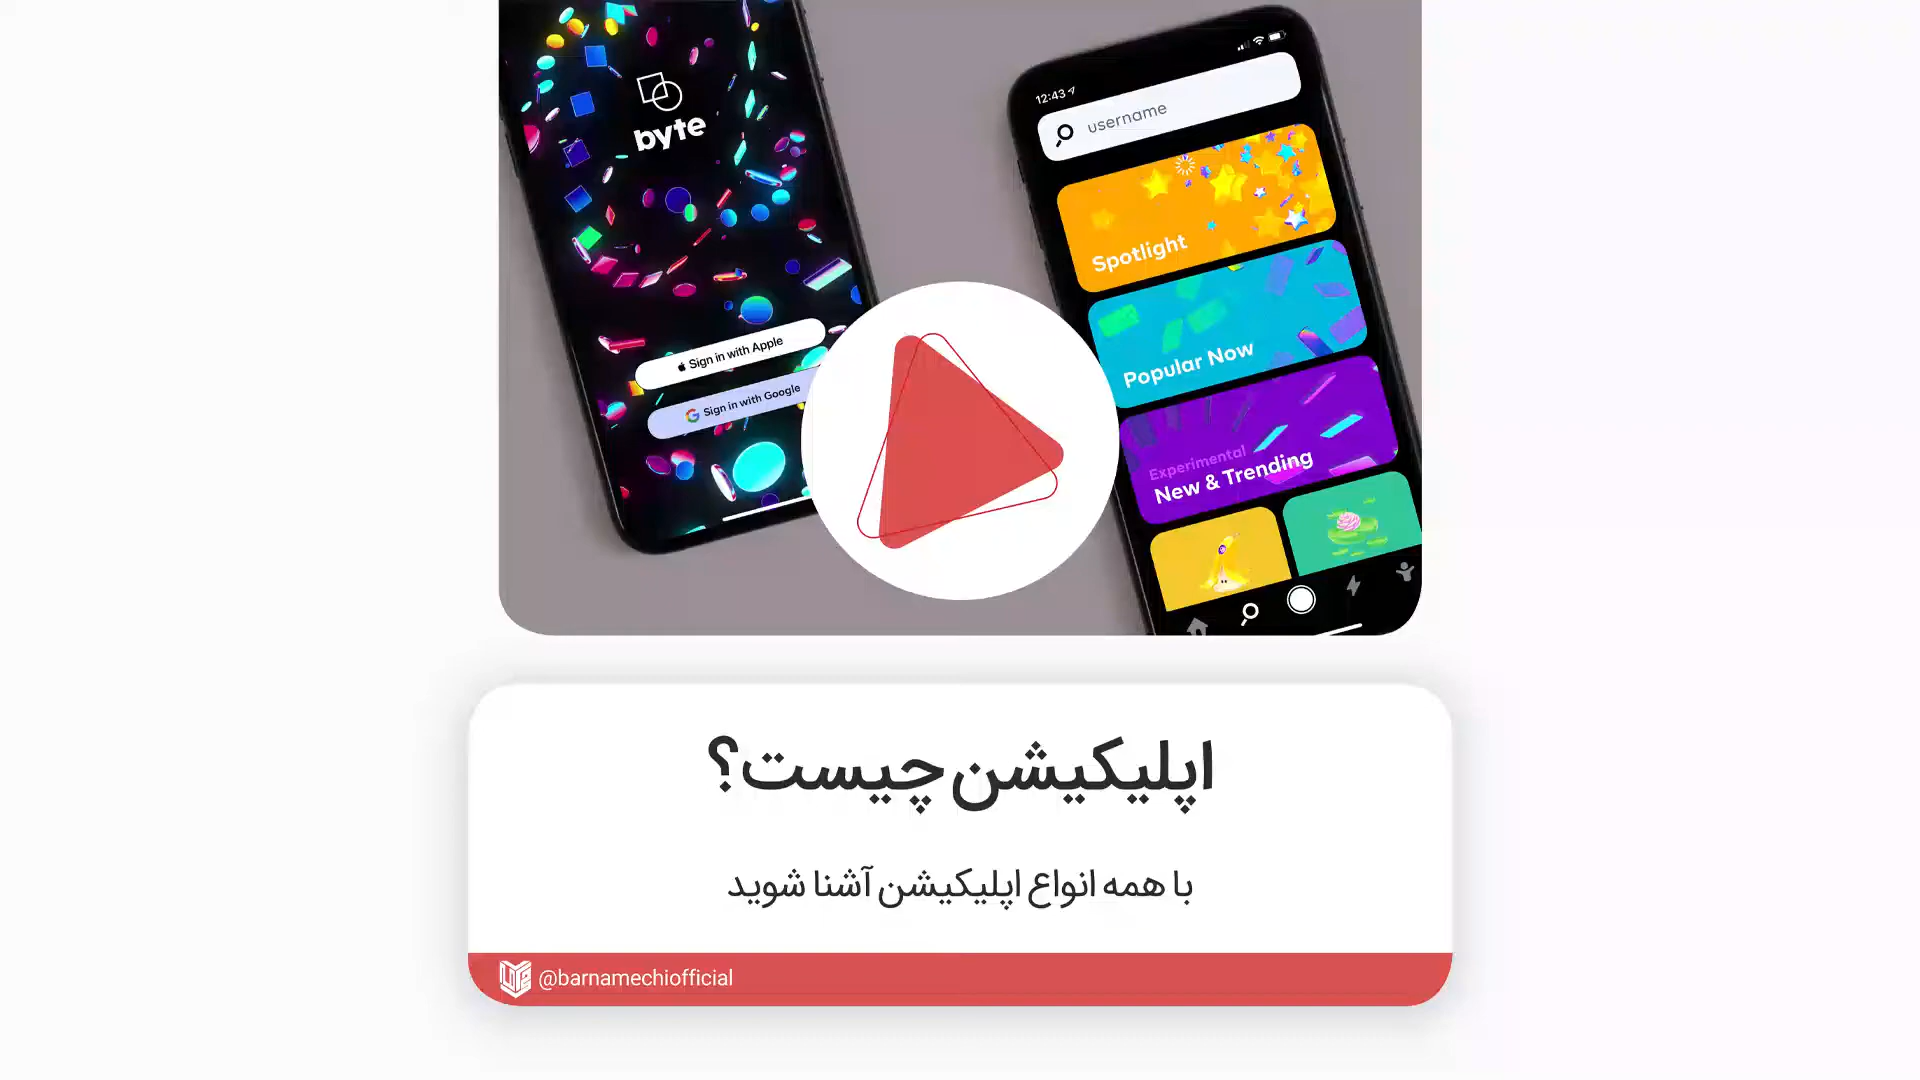 byte
Sign in with Apple
Sign in with Google
12:43
username
Spotlight
Popular Now
Experimental
New & Trending
اپلیکیشن چیست؟
با همه انواع اپلیکیشن آشنا شوید
@barnamechiofficial